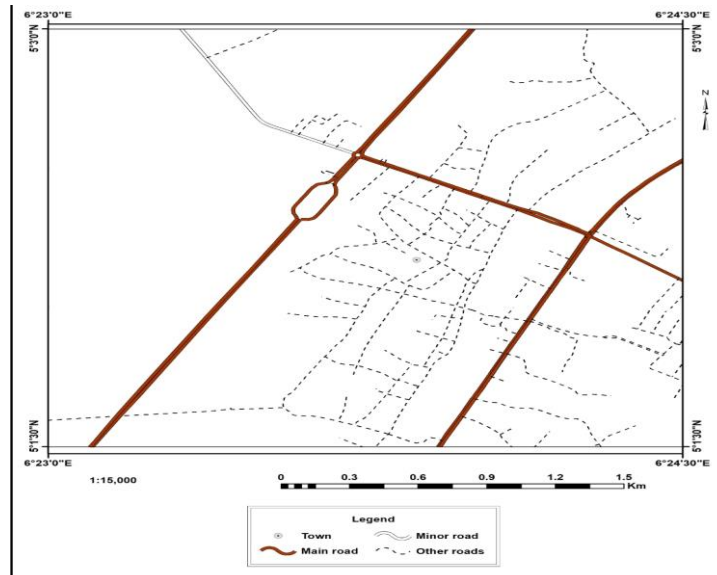 6°23'0"E 6°24'30"E
5°3'0"N 5°3'0"N
N
5°1'30"N 5°1'30"N
6°23'0"E 6°24'30"E
1:15,000
0 0.3 0.6 0.9 1.2 1.5
Km
Legend
Town Minor road
Main road Other roads